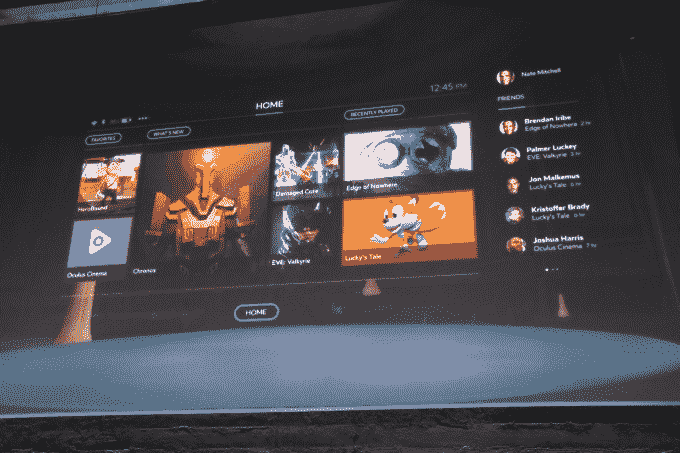 12:45 PM
HOME
FAVORITES
WHAT'S NEW
RECENTLY PLAYED
HeroBound
Oculus Cinema
Chronos
Damaged Core
EVE: Valkyrie
Edge of Nowhere
Lucky's Tale
HOME
Nate Mitchell
FRIENDS
Brendan Iribe
Edge of Nowhere 2 hr
Palmer Luckey
EVE: Valkyrie
Jon Malkemus
Lucky's Tale
Kristoffer Brady
Lucky's Tale
Joshua Harris
Oculus Cinema